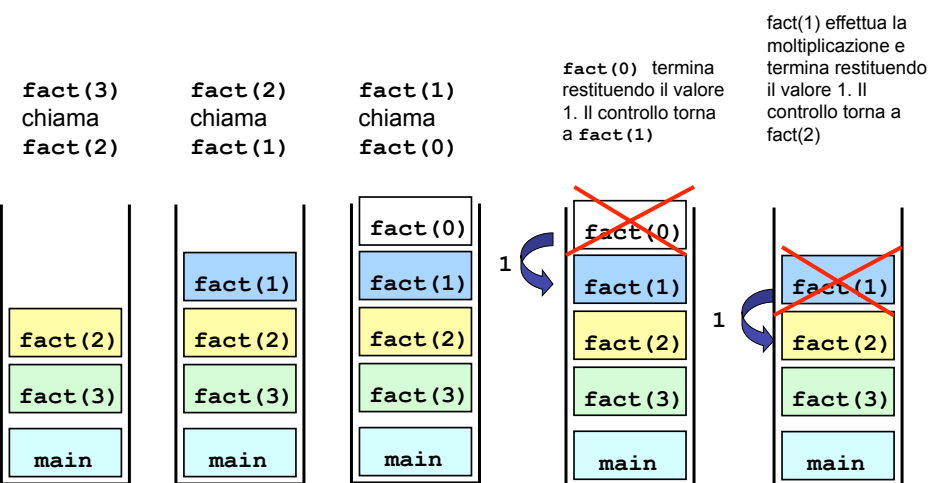 fact(3)
chiama
fact(2)
fact(2)
chiama
fact(1)
fact(1)
chiama
fact(0)
fact(0) termina
restituendo il valore
1. Il controllo torna
a fact(1)
fact(1) effettua la
moltiplicazione e
termina restituendo
il valore 1. Il
controllo torna a
fact(2)
fact(2)
fact(3)
main
fact(1)
fact(2)
fact(3)
main
fact(0)
fact(1)
fact(2)
fact(3)
main
fact(0)
1
fact(1)
fact(2)
fact(3)
main
fact(1)
1
fact(2)
fact(3)
main